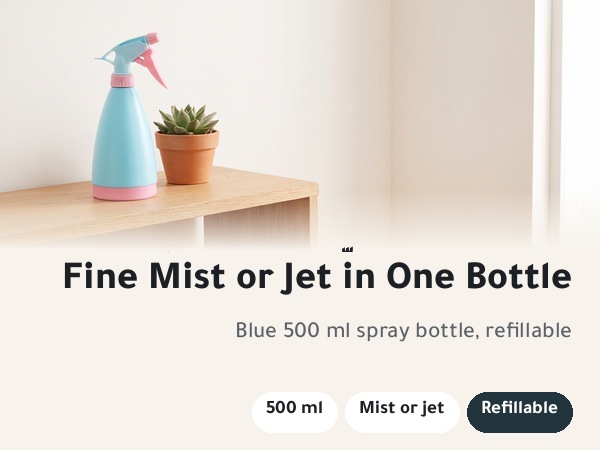 Fine Mist or Jet in One Bottle
Blue 500 ml spray bottle, refillable
500 ml
Mist or jet
Refillable